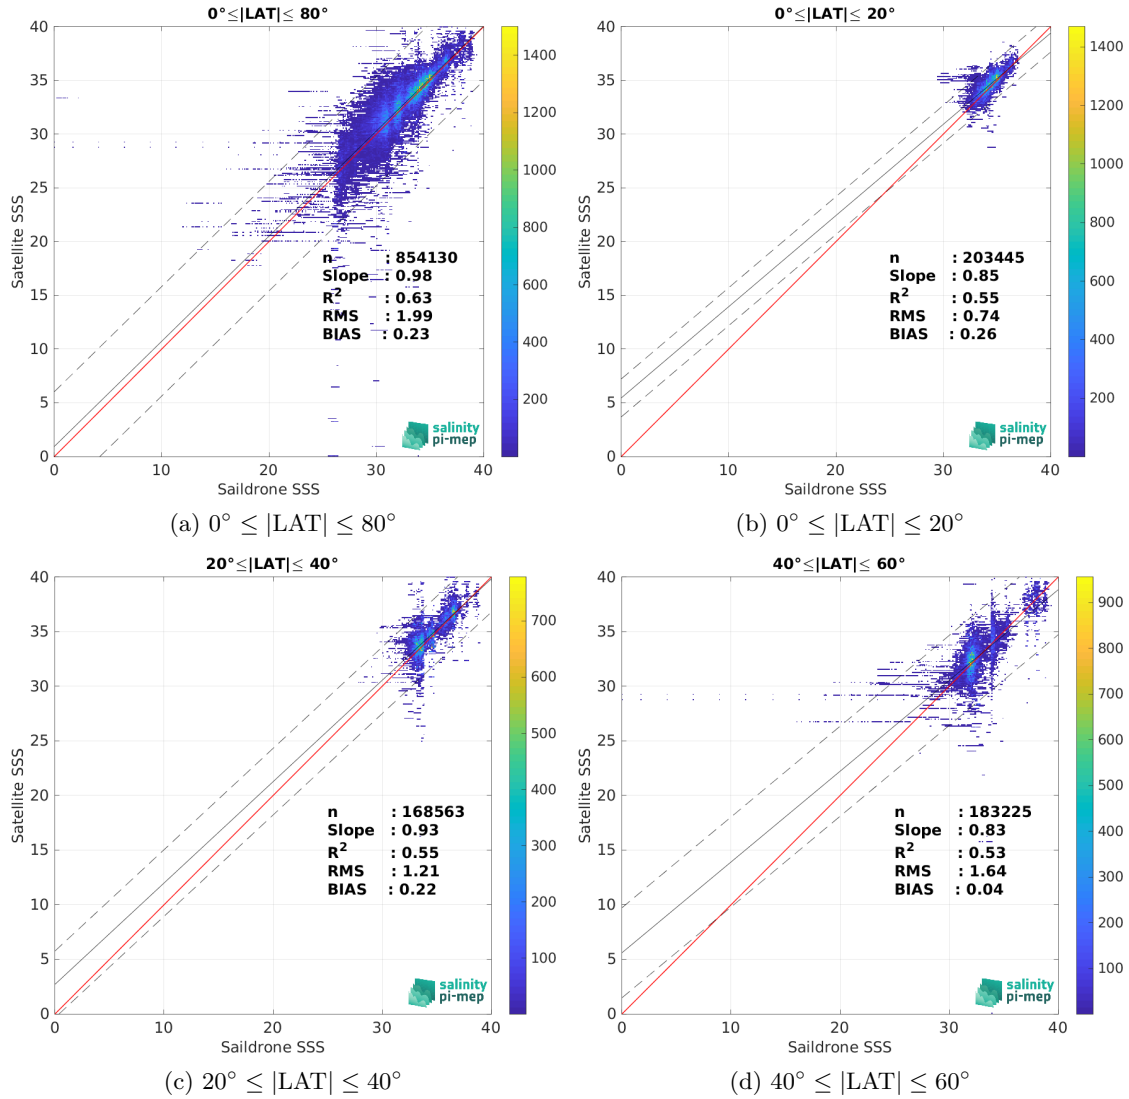 0°≤|LAT|≤ 80°
40
35
30
25
20
15
10
5
0
Satellite SSS
n : 854130
Slope : 0.98
R² : 0.63
RMS : 1.99
BIAS : 0.23
salinity
pi-mep
0 10 20 30 40
Saildrone SSS
1400
1200
1000
800
600
400
200
(a) 0° ≤ |LAT| ≤ 80°
0°≤|LAT|≤ 20°
40
35
30
25
20
15
10
5
0
Satellite SSS
n : 203445
Slope : 0.85
R² : 0.55
RMS : 0.74
BIAS : 0.26
salinity
pi-mep
0 10 20 30 40
Saildrone SSS
1400
1200
1000
800
600
400
200
(b) 0° ≤ |LAT| ≤ 20°
20°≤|LAT|≤ 40°
40
35
30
25
20
15
10
5
0
Satellite SSS
n : 168563
Slope : 0.93
R² : 0.55
RMS : 1.21
BIAS : 0.22
salinity
pi-mep
0 10 20 30 40
Saildrone SSS
700
600
500
400
300
200
100
(c) 20° ≤ |LAT| ≤ 40°
40°≤|LAT|≤ 60°
40
35
30
25
20
15
10
5
0
Satellite SSS
n : 183225
Slope : 0.83
R² : 0.53
RMS : 1.64
BIAS : 0.04
salinity
pi-mep
0 10 20 30 40
Saildrone SSS
900
800
700
600
500
400
300
200
100
(d) 40° ≤ |LAT| ≤ 60°